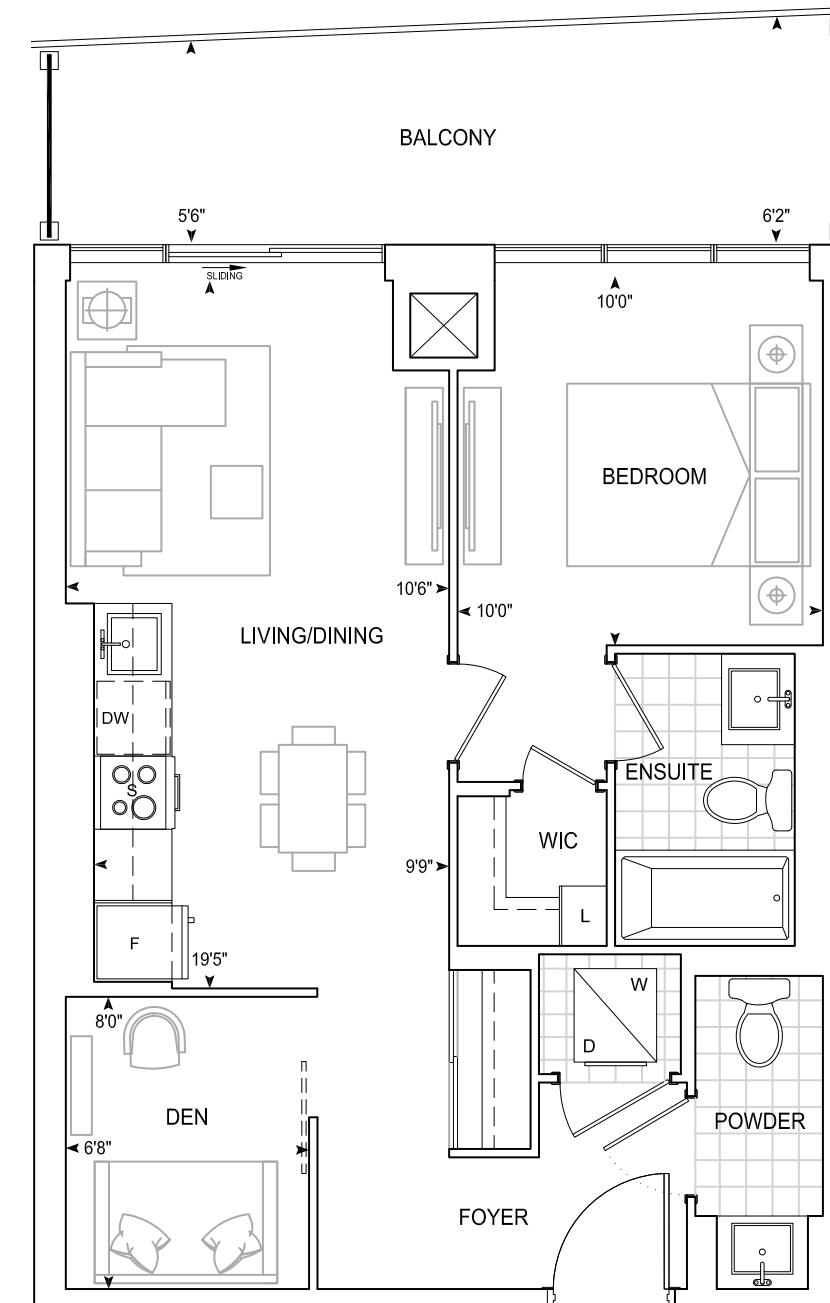 BALCONY
5'6"
6'2"
SLIDING
10'0"
BEDROOM
10'6"
10'0"
LIVING/DINING
DW
S
ENSUITE
WIC
9'9"
L
F
19'5"
8'0"
W
D
DEN
POWDER
6'8"
FOYER